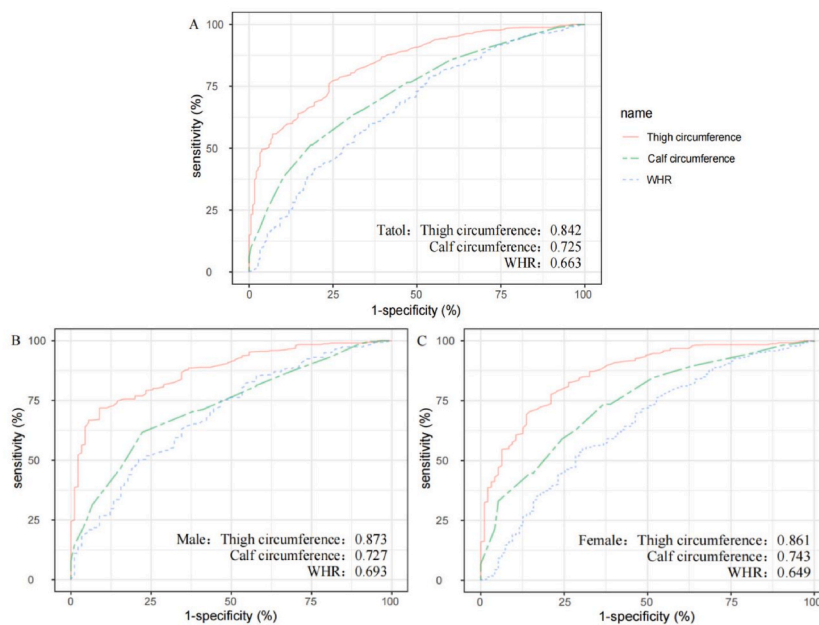 A
100
75
50
25
0
sensitivity (%)
Tatol：Thigh circumference：0.842
Calf circumference：0.725
WHR：0.663
0 25 50 75 100
1-specificity (%)
name
Thigh circumference
Calf circumference
WHR
B
100
75
50
25
0
sensitivity (%)
Male：Thigh circumference：0.873
Calf circumference：0.727
WHR：0.693
0 25 50 75 100
1-specificity (%)
C
100
75
50
25
0
sensitivity (%)
Female：Thigh circumference：0.861
Calf circumference：0.743
WHR：0.649
0 25 50 75 100
1-specificity (%)